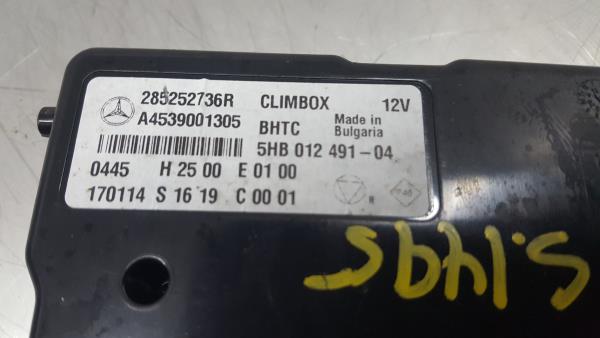 285252736R CLIMBOX 12V
A4539001305 BHTC Made in Bulgaria
5HB 012 491-04
0445 H 25 00 E 01 00
170114 S 16 19 C 00 01
S.1495